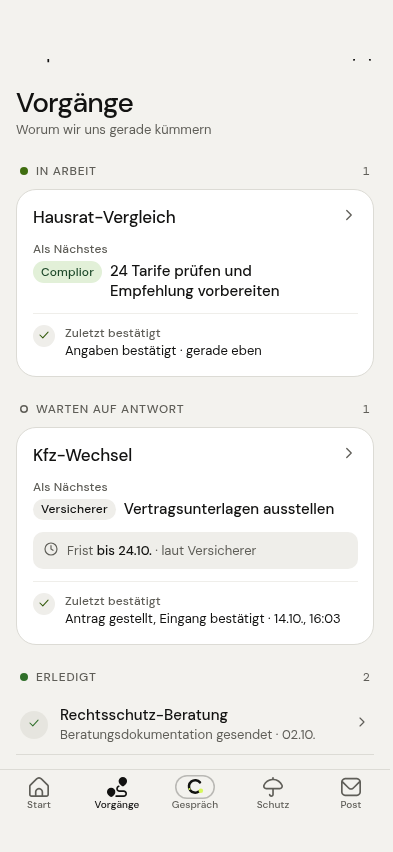 Vorgänge
Worum wir uns gerade kümmern
IN ARBEIT 1
Hausrat-Vergleich
Als Nächstes
Complior 24 Tarife prüfen und
Empfehlung vorbereiten
Zuletzt bestätigt
Angaben bestätigt · gerade eben
WARTEN AUF ANTWORT 1
Kfz-Wechsel
Als Nächstes
Versicherer Vertragsunterlagen ausstellen
Frist bis 24.10. · laut Versicherer
Zuletzt bestätigt
Antrag gestellt, Eingang bestätigt · 14.10., 16:03
ERLEDIGT 2
Rechtsschutz-Beratung
Beratungsdokumentation gesendet · 02.10.
Start Vorgänge Gespräch Schutz Post